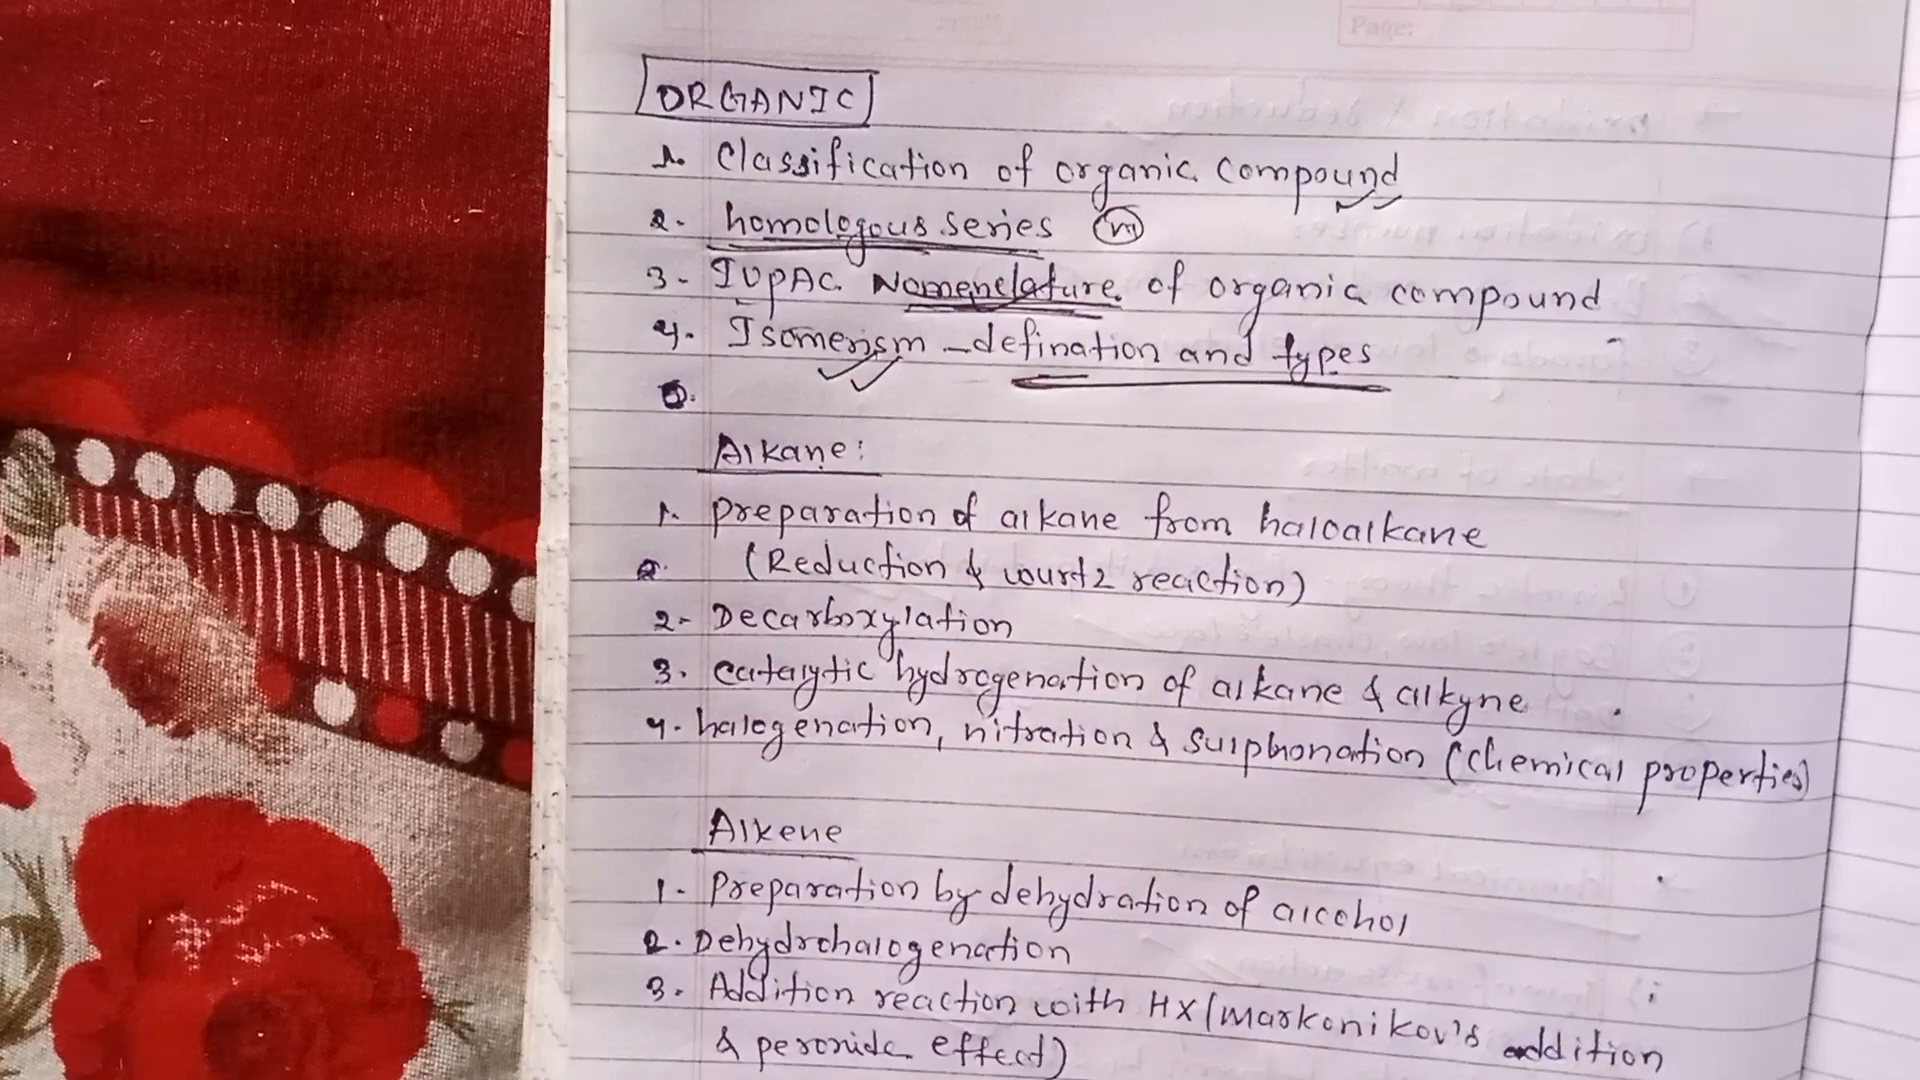 Page:
ORGANIC
1. Classification of organic compound
2. homologous series
3- IUPAC Nomenclature of organic compound
4. Isomerism - defination and types
Alkane:
1. Preparation of alkane from haloalkane
(Reduction & wurtz reaction)
2- Decarboxylation
3. catalytic hydrogenation of alkane & alkyne
4. halogenation, nitration & sulphonation (chemical properties)
Alkene
1- Preparation by dehydration of alcohol
2. Dehydrohalogenation
3. Addition reaction with HX (markonikov's addition
& peroxide effect)